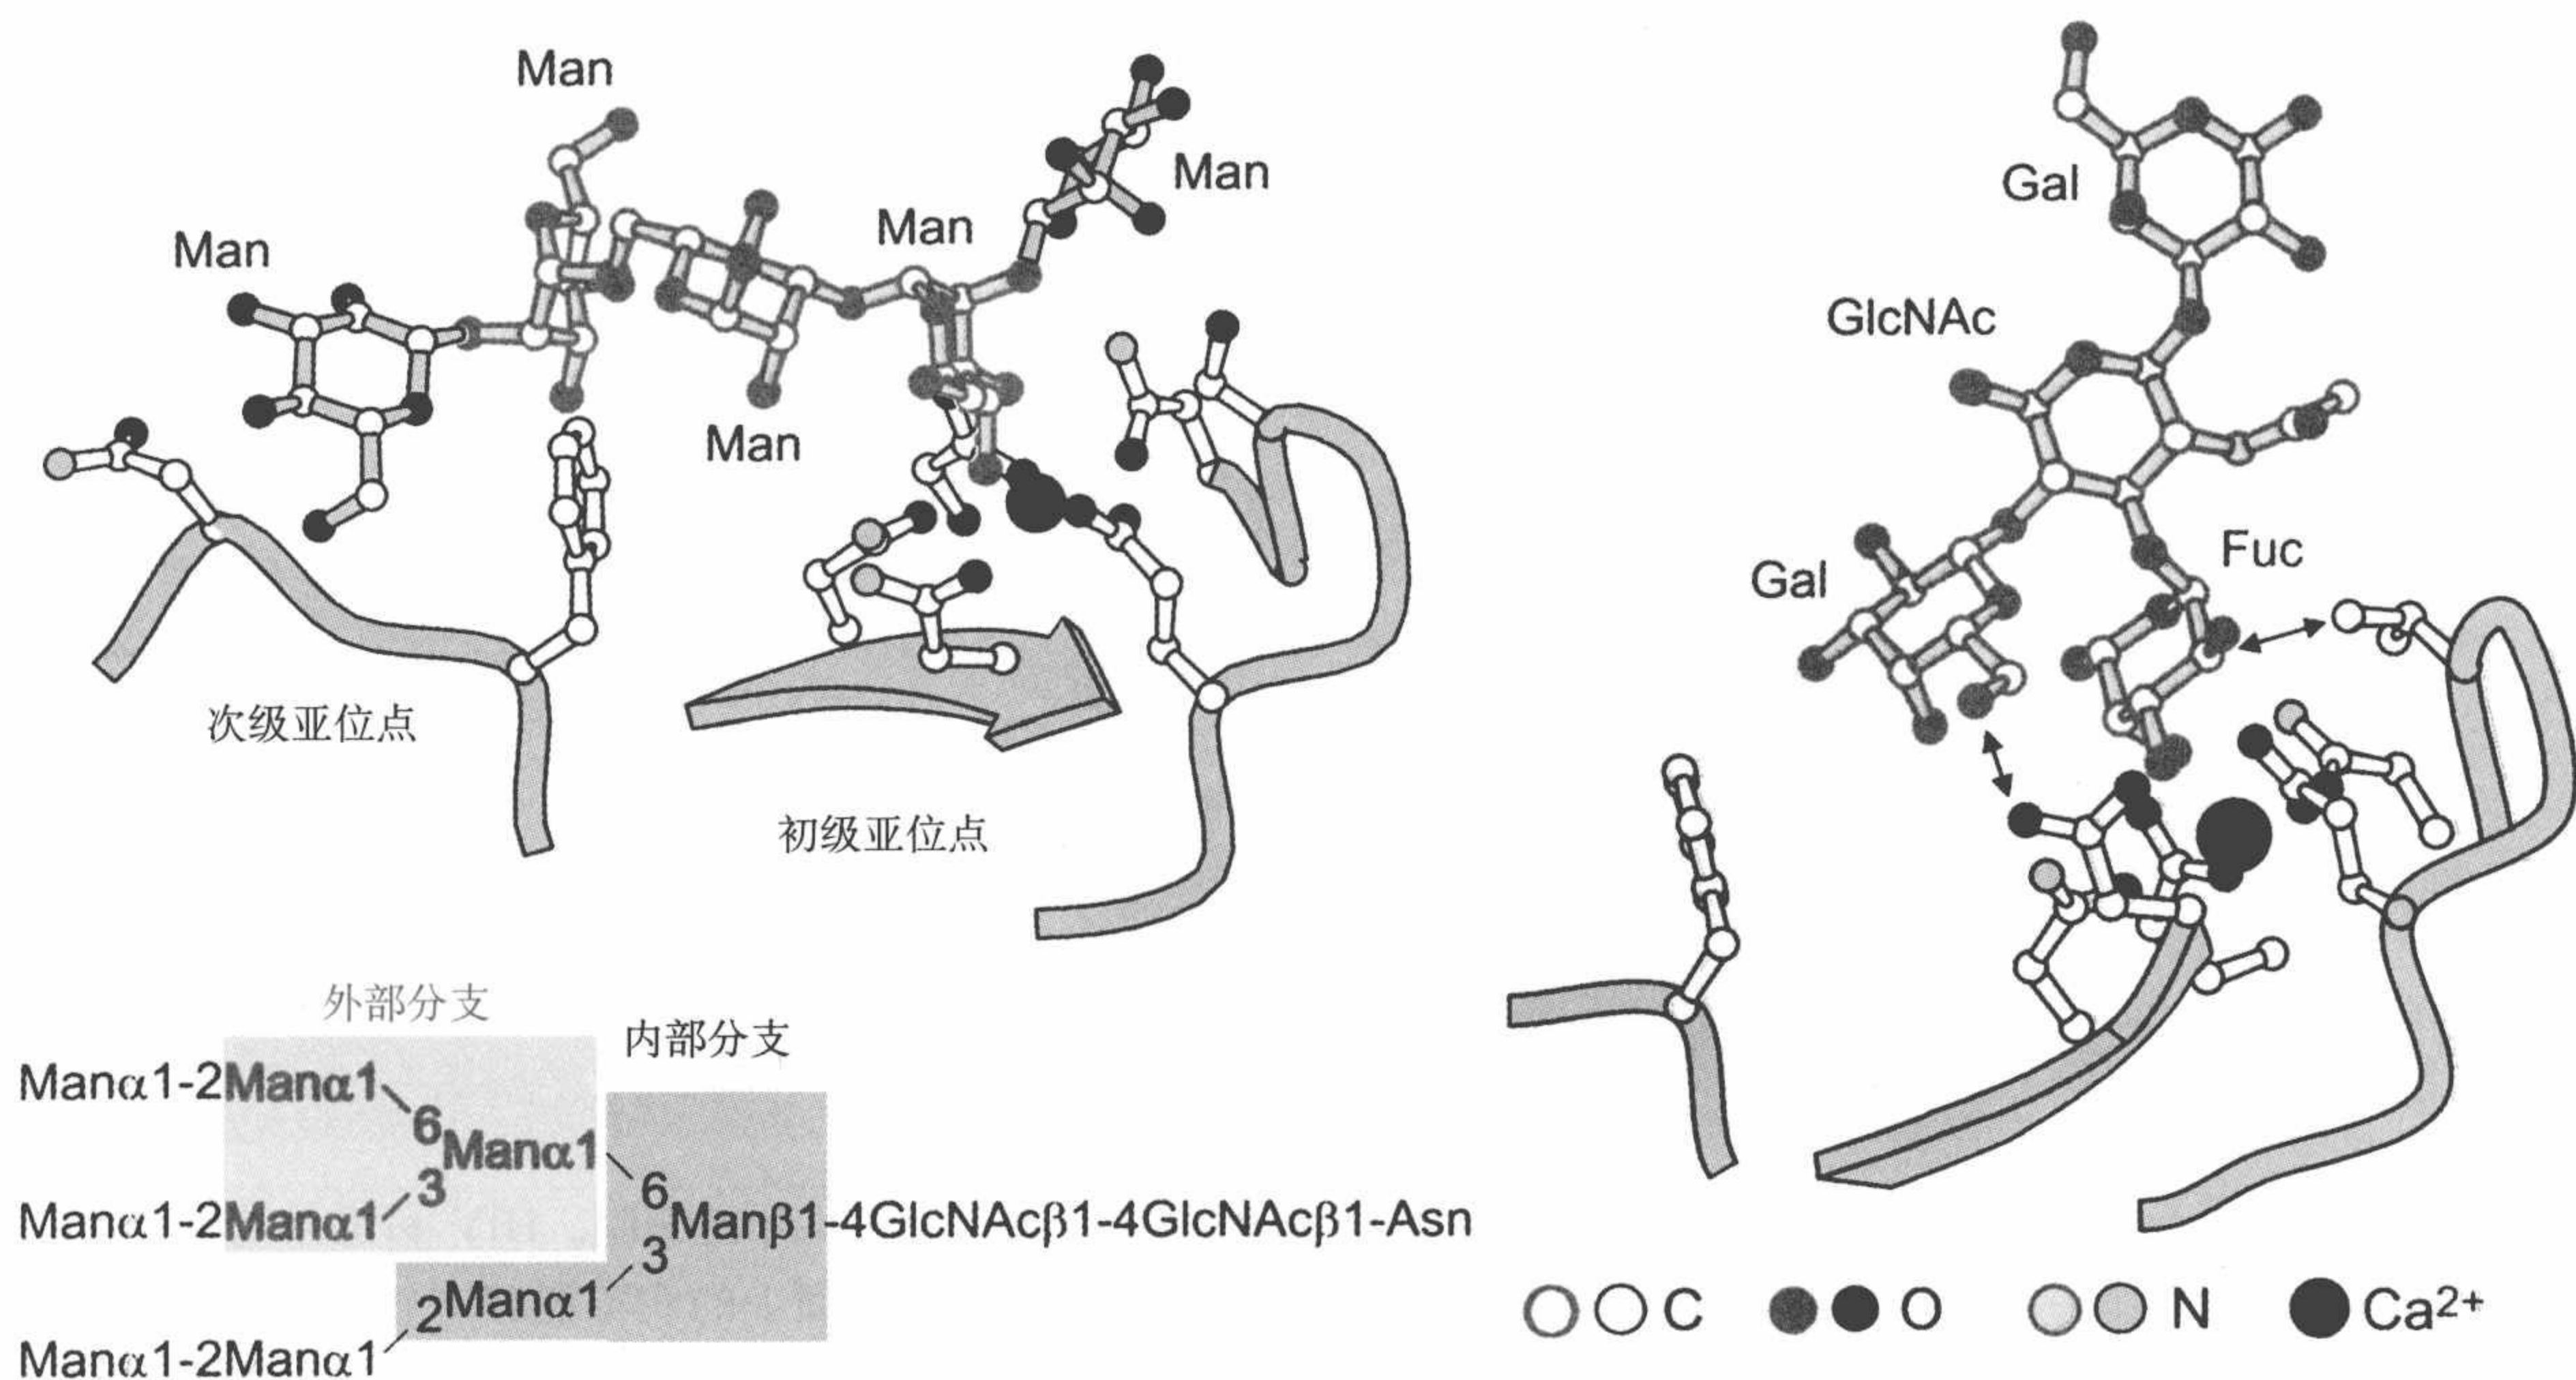 Man
Man
Man
Man
Man
次级亚位点
初级亚位点
Gal
GlcNAc
Gal
Fuc
外部分支
内部分支
Manα1-2Manα1
6
Manα1
3
Manα1-2Manα1
6
Manβ1-4GlcNAcβ1-4GlcNAcβ1-Asn
3
2Manα1
Manα1-2Manα1
C O N Ca²⁺